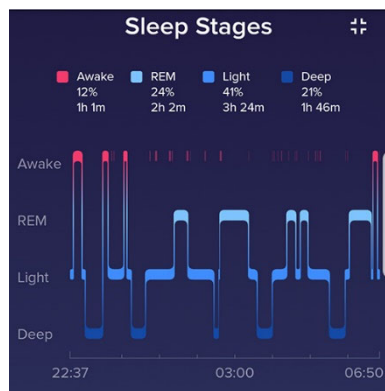 Sleep Stages
Awake REM Light Deep
12% 24% 41% 21%
1h 1m 2h 2m 3h 24m 1h 46m
Awake
REM
Light
Deep
22:37 03:00 06:50